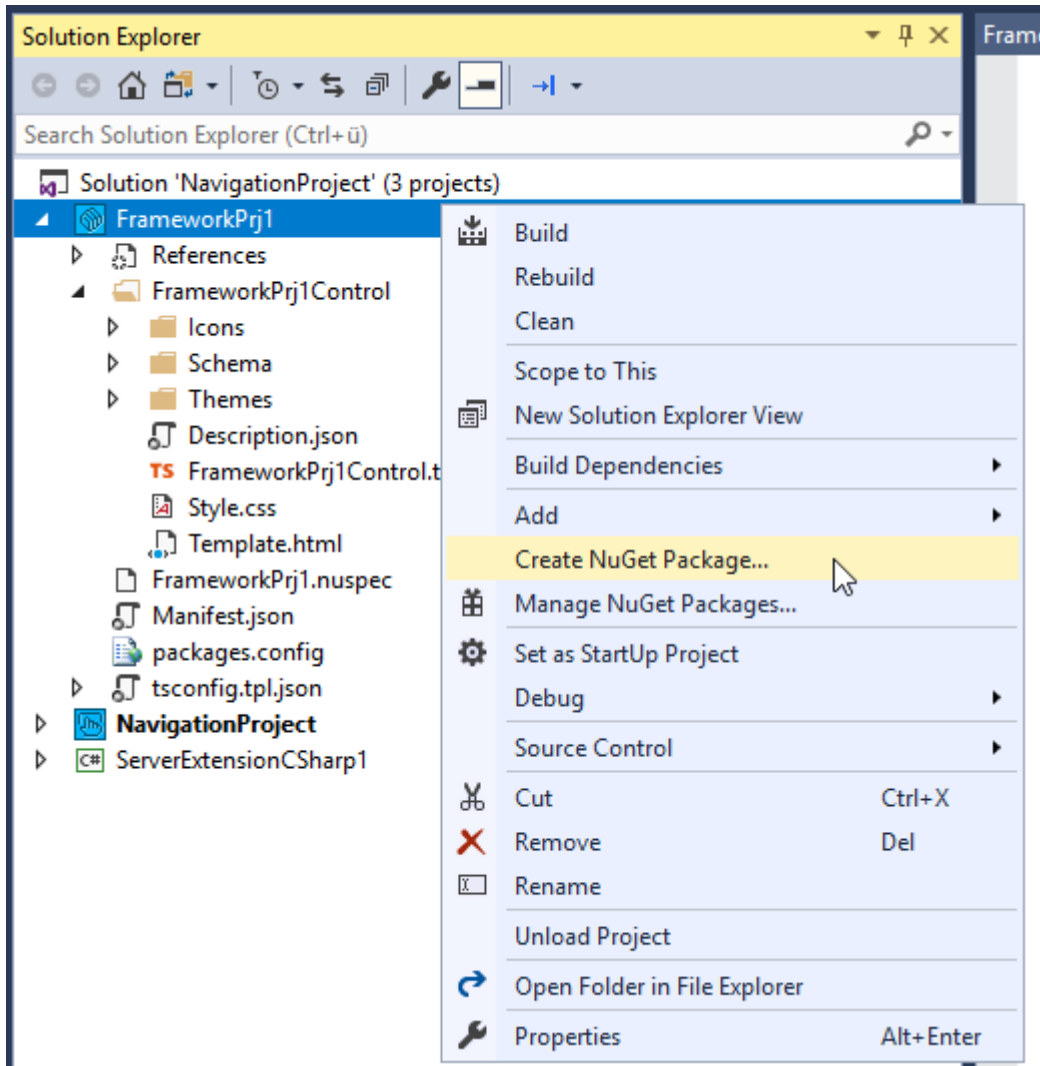 Solution Explorer
Search Solution Explorer (Ctrl+ü)
Solution 'NavigationProject' (3 projects)
FrameworkPrj1
References
FrameworkPrj1Control
Icons
Schema
Themes
Description.json
TS FrameworkPrj1Control.t
Style.css
Template.html
FrameworkPrj1.nuspec
Manifest.json
packages.config
tsconfig.tpl.json
NavigationProject
C# ServerExtensionCSharp1
Build
Rebuild
Clean
Scope to This
New Solution Explorer View
Build Dependencies
Add
Create NuGet Package...
Manage NuGet Packages...
Set as StartUp Project
Debug
Source Control
Cut Ctrl+X
Remove Del
Rename
Unload Project
Open Folder in File Explorer
Properties Alt+Enter
Frame